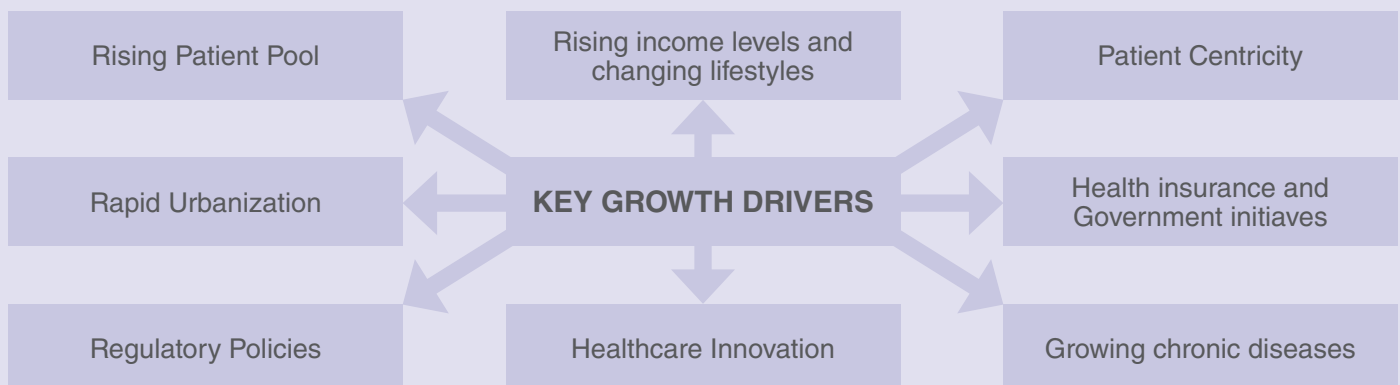 Rising Patient Pool
Rising income levels and
changing lifestyles
Patient Centricity
Rapid Urbanization
KEY GROWTH DRIVERS
Health insurance and
Government initiaves
Regulatory Policies
Healthcare Innovation
Growing chronic diseases